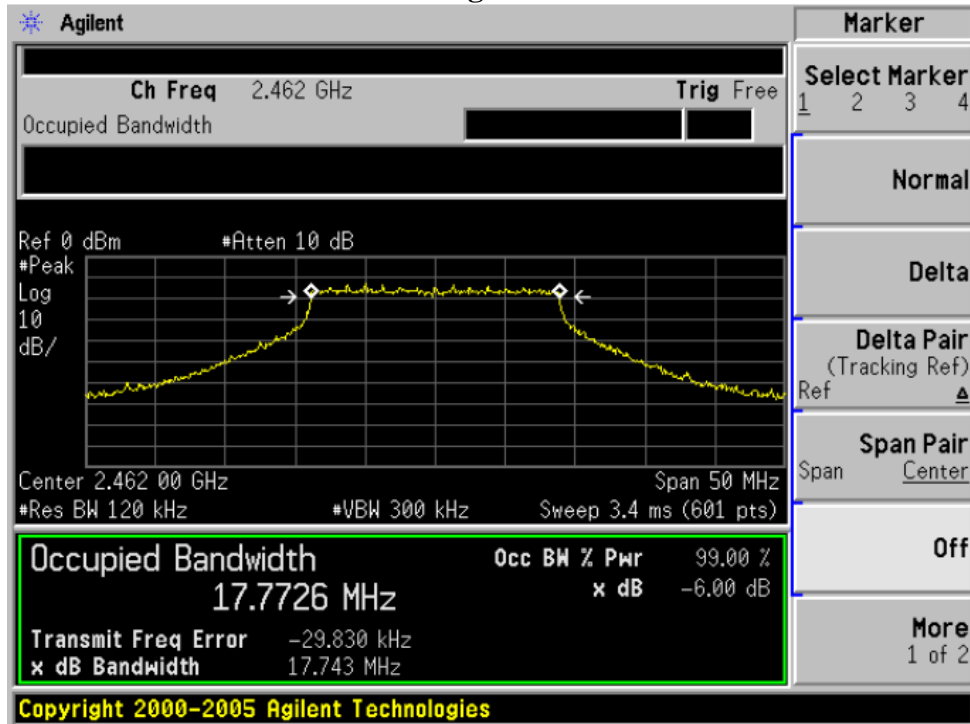 Agilent
Marker
Ch Freq 2.462 GHz Trig Free
Occupied Bandwidth
Select Marker
1 2 3 4
Normal
Delta
Delta Pair
(Tracking Ref)
Ref Δ
Span Pair
Span Center
Off
More
1 of 2
Ref 0 dBm #Atten 10 dB
#Peak
Log
10
dB/
Center 2.462 00 GHz Span 50 MHz
#Res BW 120 kHz #VBW 300 kHz Sweep 3.4 ms (601 pts)
Occupied Bandwidth Occ BW % Pwr 99.00 %
17.7726 MHz x dB -6.00 dB
Transmit Freq Error -29.830 kHz
x dB Bandwidth 17.743 MHz
Copyright 2000-2005 Agilent Technologies